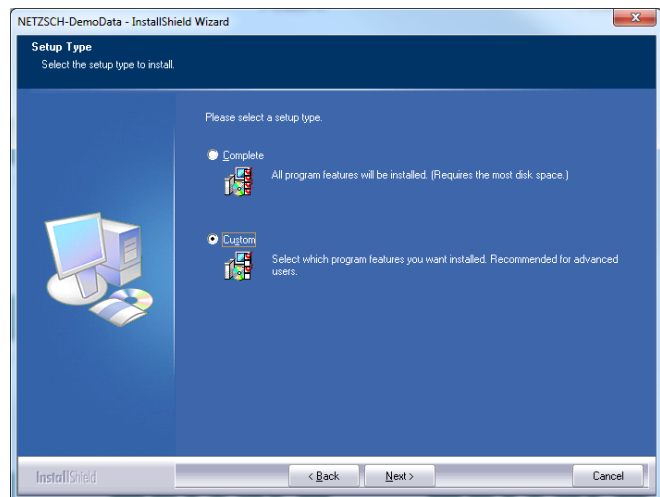 NETZSCH-DemoData - InstallShield Wizard
Setup Type
Select the setup type to install.
Please select a setup type.
Complete
All program features will be installed. (Requires the most disk space.)
Custom
Select which program features you want installed. Recommended for advanced
users.
InstallShield
< Back
Next >
Cancel